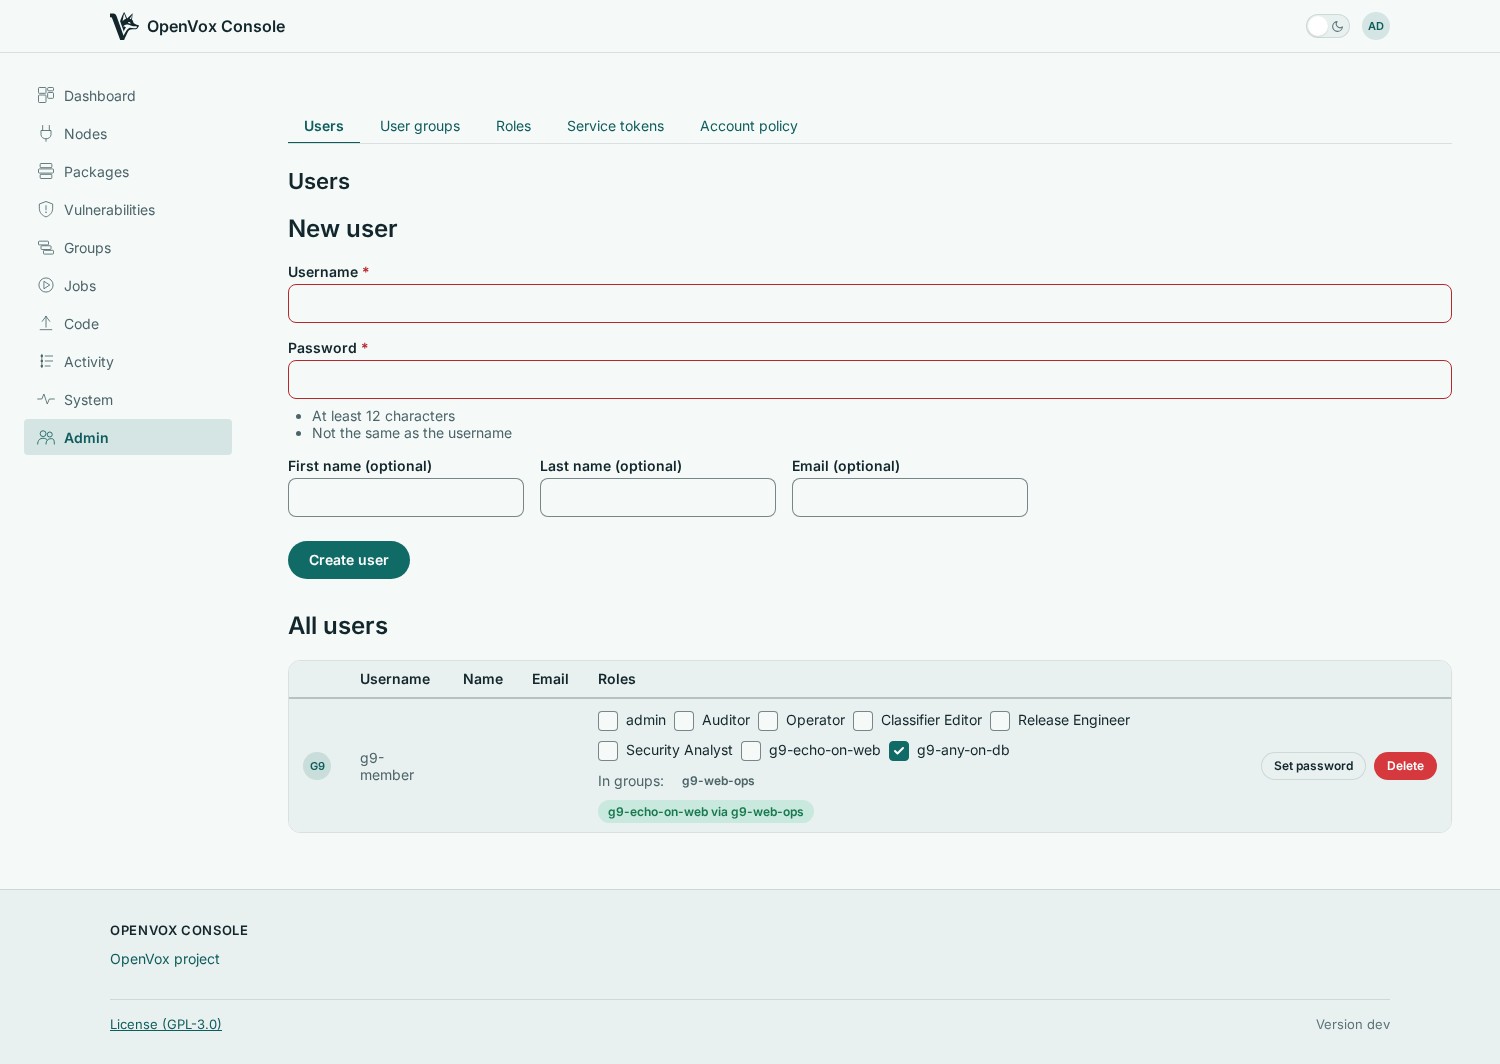 OpenVox Console
AD
Dashboard
Nodes
Packages
Vulnerabilities
Groups
Jobs
Code
Activity
System
Admin
Users User groups Roles Service tokens Account policy
Users
New user
Username *
Password *
At least 12 characters
Not the same as the username
First name (optional) Last name (optional) Email (optional)
Create user
All users
Username Name Email Roles
G9 g9-member
admin Auditor Operator Classifier Editor Release Engineer
Security Analyst g9-echo-on-web g9-any-on-db
In groups: g9-web-ops
g9-echo-on-web via g9-web-ops
Set password Delete
OPENVOX CONSOLE
OpenVox project
License (GPL-3.0) Version dev